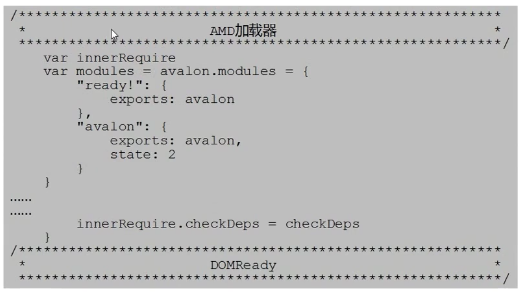 /*********************************************************
 *                    AMD加载器                          *
 *********************************************************/
    var innerRequire
    var modules = avalon.modules = {
        "ready!": {
            exports: avalon
        },
        "avalon": {
            exports: avalon,
            state: 2
        }
    }
......
......
        innerRequire.checkDeps = checkDeps
    }
/*********************************************************
 *                    DOMReady                           *
 *********************************************************/